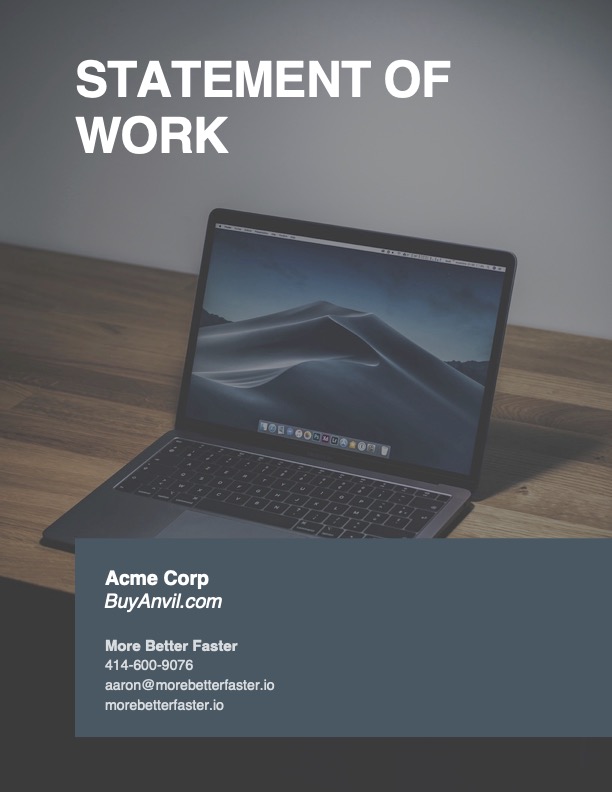 STATEMENT OF
WORK
Acme Corp
BuyAnvil.com
More Better Faster
414-600-9076
aaron@morebetterfaster.io
morebetterfaster.io